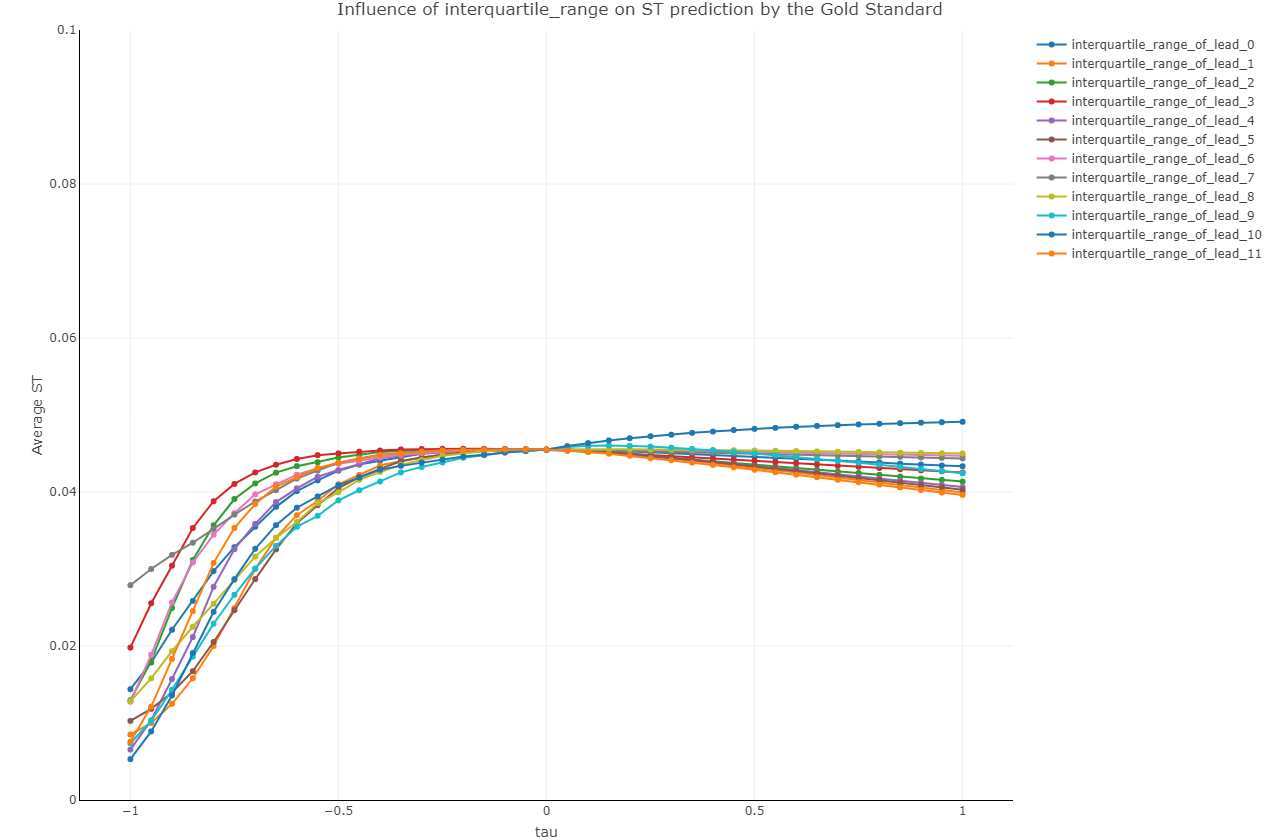 Influence of interquartile_range on ST prediction by the Gold Standard
0.1
0.08
0.06
0.04
0.02
0
Average ST
−1
−0.5
0
0.5
1
tau
interquartile_range_of_lead_0
interquartile_range_of_lead_1
interquartile_range_of_lead_2
interquartile_range_of_lead_3
interquartile_range_of_lead_4
interquartile_range_of_lead_5
interquartile_range_of_lead_6
interquartile_range_of_lead_7
interquartile_range_of_lead_8
interquartile_range_of_lead_9
interquartile_range_of_lead_10
interquartile_range_of_lead_11